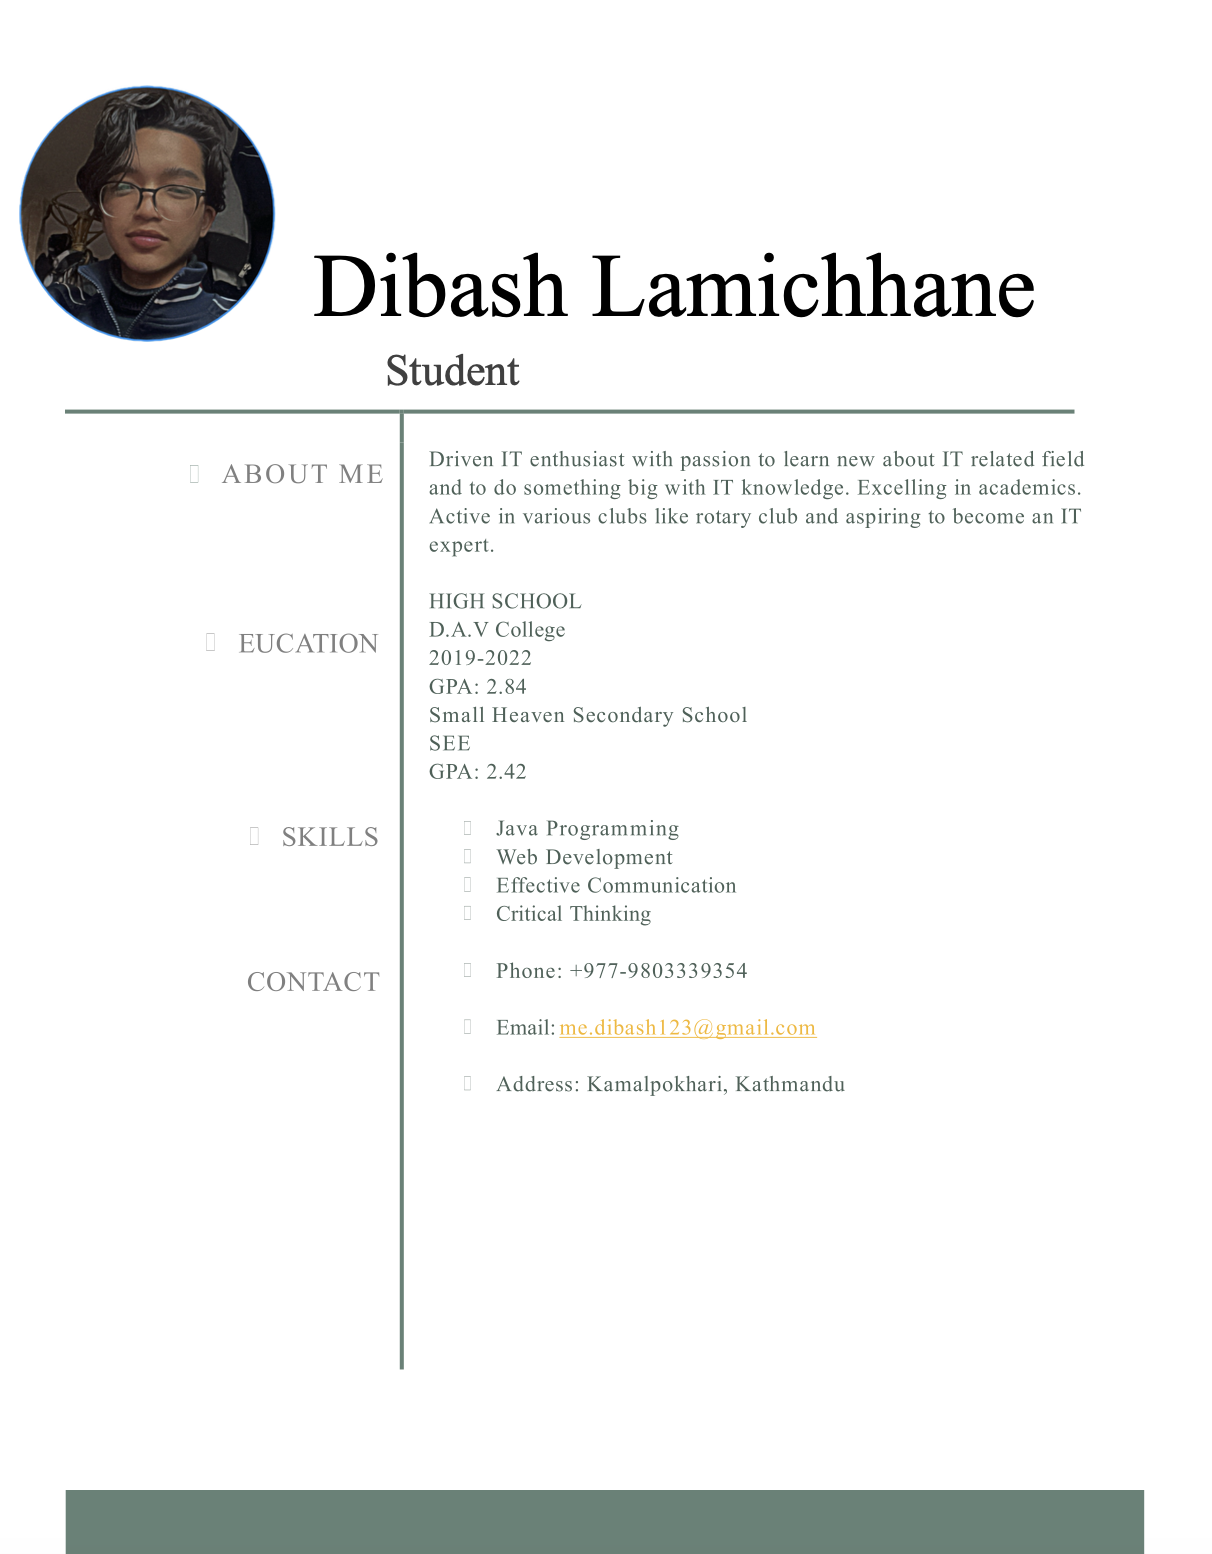 Dibash Lamichhane
Student
ABOUT ME
Driven IT enthusiast with passion to learn new about IT related field
and to do something big with IT knowledge. Excelling in academics.
Active in various clubs like rotary club and aspiring to become an IT
expert.
EUCATION
HIGH SCHOOL
D.A.V College
2019-2022
GPA: 2.84
Small Heaven Secondary School
SEE
GPA: 2.42
SKILLS
Java Programming
Web Development
Effective Communication
Critical Thinking
CONTACT
Phone: +977-9803339354
Email: me.dibash123@gmail.com
Address: Kamalpokhari, Kathmandu